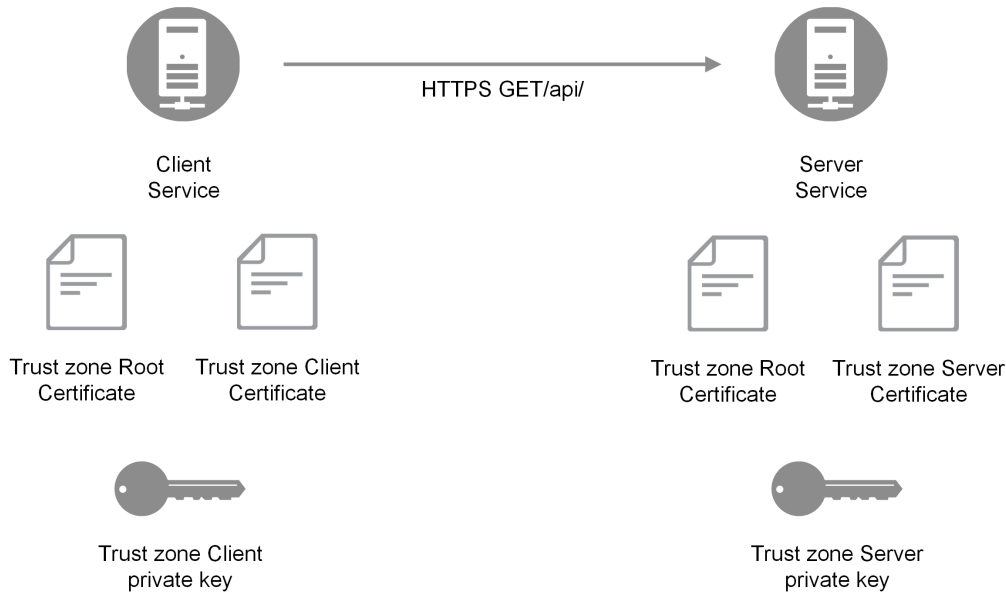 HTTPS GET/api/
Client
Service
Server
Service
Trust zone Root
Certificate
Trust zone Client
Certificate
Trust zone Root
Certificate
Trust zone Server
Certificate
Trust zone Client
private key
Trust zone Server
private key